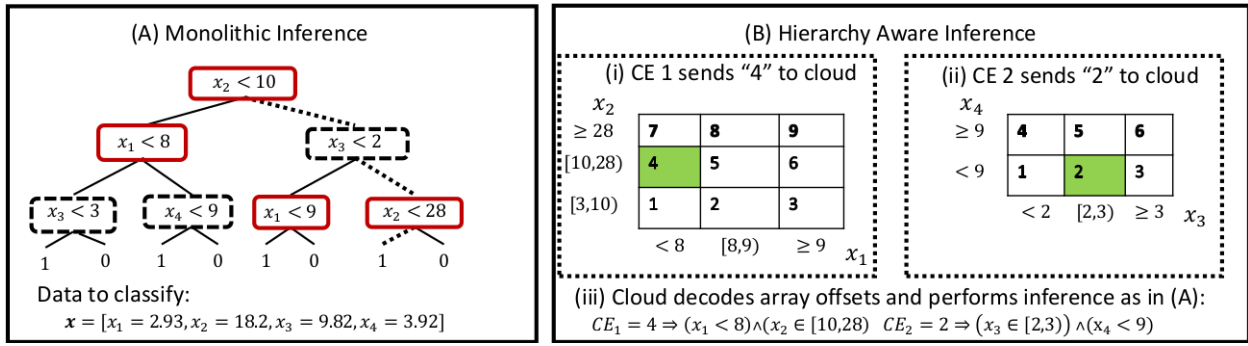 (A) Monolithic Inference
x₂ < 10
x₁ < 8
x₃ < 2
x₃ < 3
x₄ < 9
x₁ < 9
x₂ < 28
1 0 1 0 1 0 1 0
Data to classify:
𝒙 = [x₁ = 2.93, x₂ = 18.2, x₃ = 9.82, x₄ = 3.92]
(B) Hierarchy Aware Inference
(i) CE 1 sends “4” to cloud
x₂
≥ 28 7 8 9
[10,28) 4 5 6
[3,10) 1 2 3
< 8 [8,9) ≥ 9 x₁
(ii) CE 2 sends “2” to cloud
x₄
≥ 9 4 5 6
< 9 1 2 3
< 2 [2,3) ≥ 3 x₃
(iii) Cloud decodes array offsets and performs inference as in (A):
CE₁ = 4 ⇒ (x₁ < 8)∧(x₂ ∈ [10,28) CE₂ = 2 ⇒ (x₃ ∈ [2,3)) ∧(x₄ < 9)